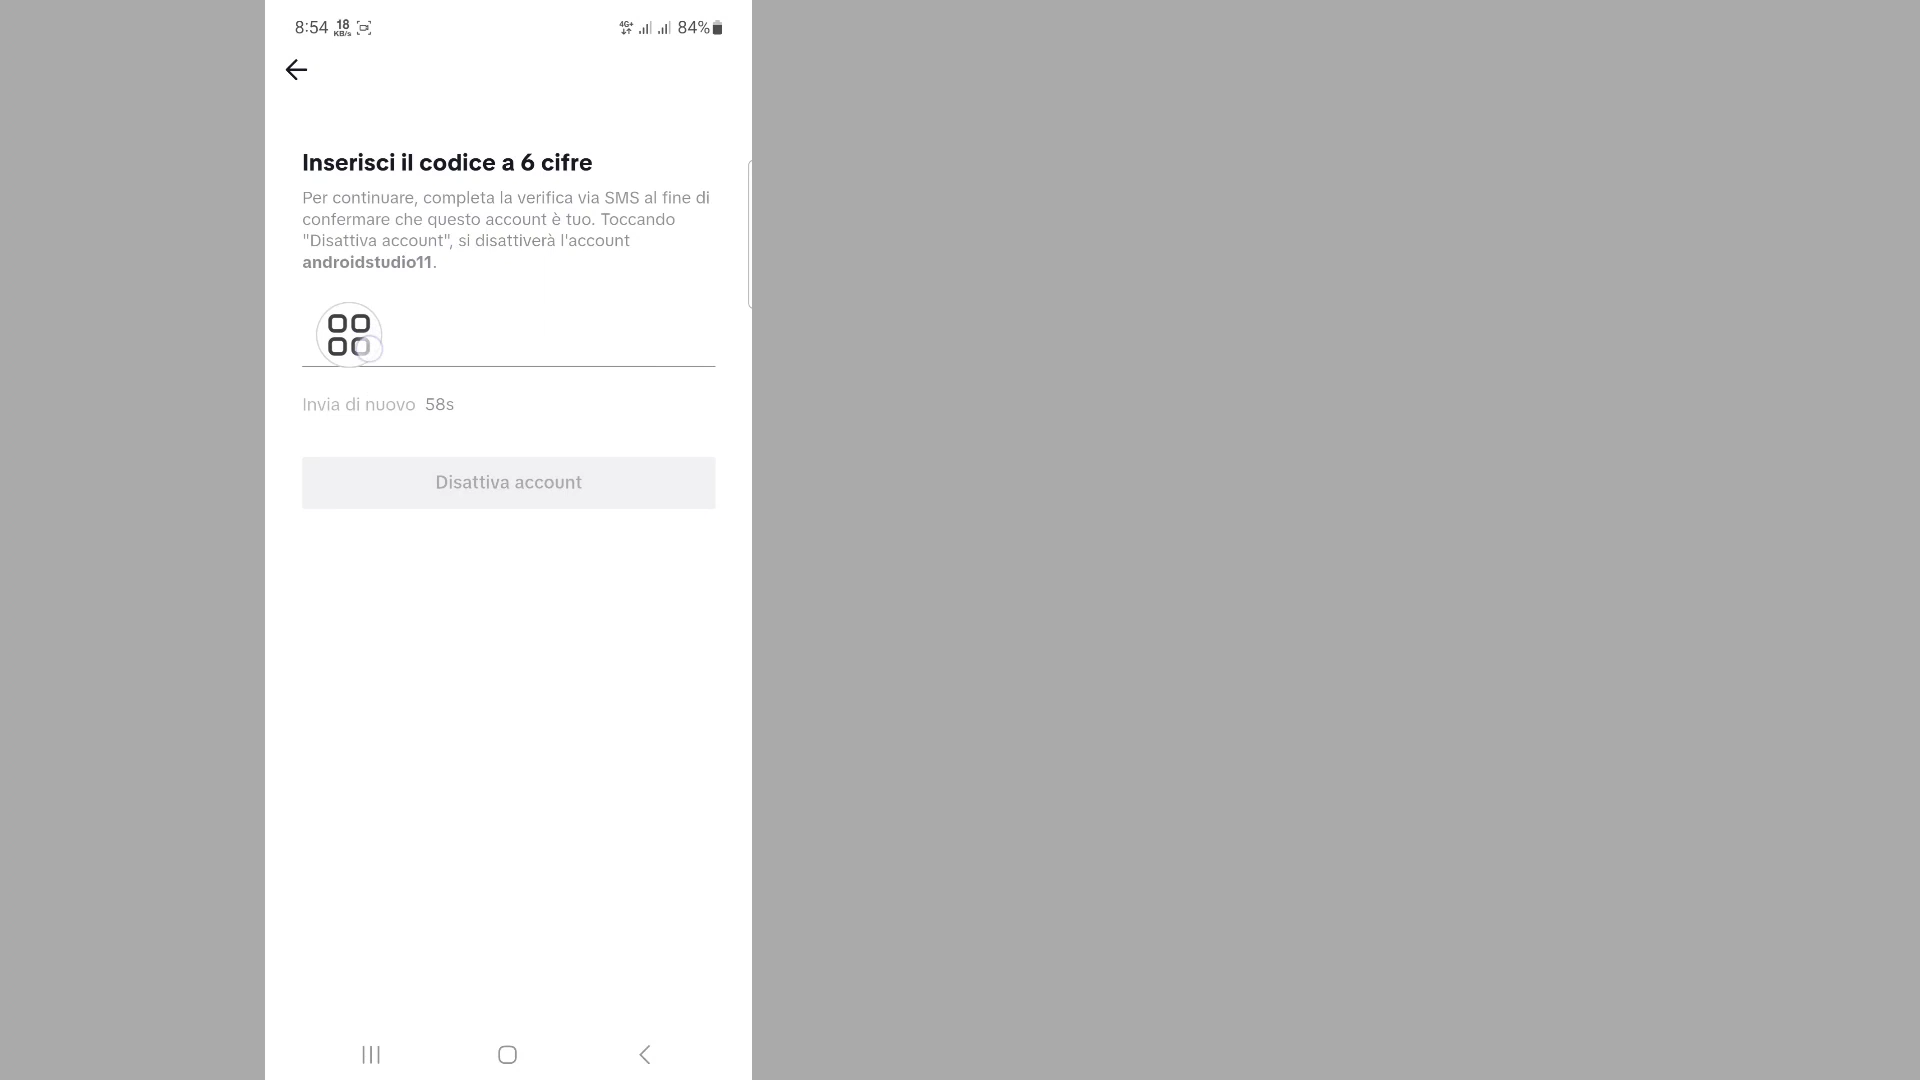 8:54 18 KB/s 4G+ 84%
Inserisci il codice a 6 cifre
Per continuare, completa la verifica via SMS al fine di
confermare che questo account è tuo. Toccando
"Disattiva account", si disattiverà l'account
androidstudio11.
Invia di nuovo 58s
Disattiva account